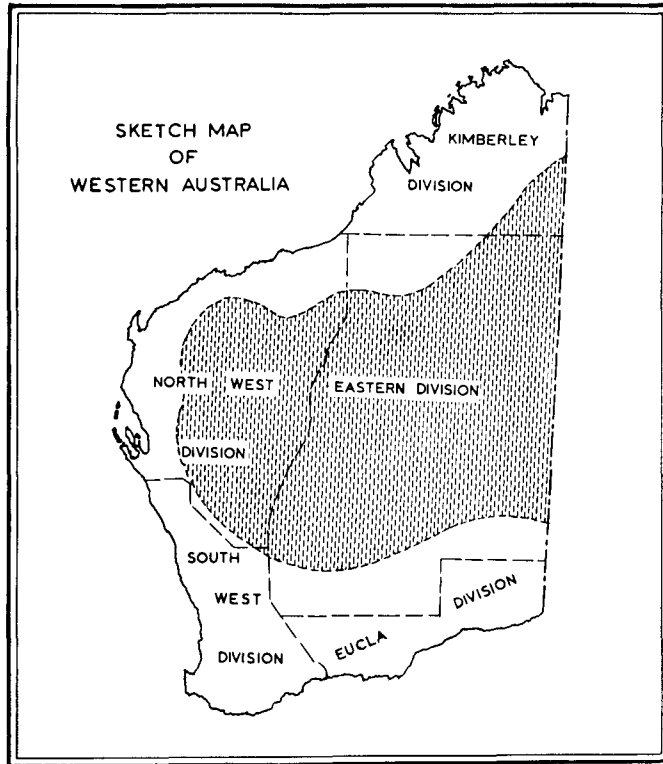 SKETCH MAP
OF
WESTERN AUSTRALIA
KIMBERLEY
DIVISION
NORTH WEST
DIVISION
EASTERN DIVISION
SOUTH
WEST
DIVISION
EUCLA DIVISION